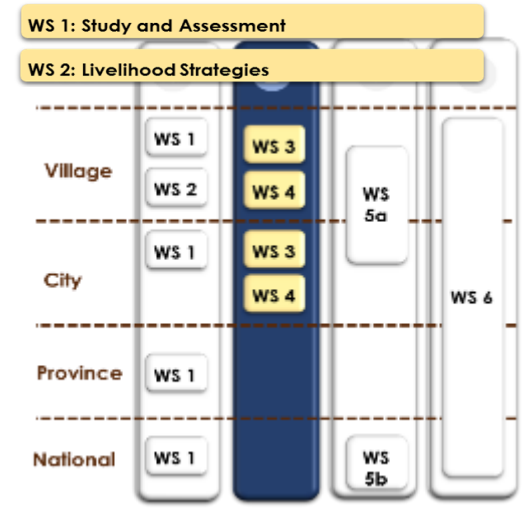 WS 1: Study and Assessment
WS 2: Livelihood Strategies
Village
WS 1
WS 2
WS 3
WS 4
WS
5a
City
WS 1
WS 3
WS 4
WS 6
Province
WS 1
National
WS 1
WS
5b